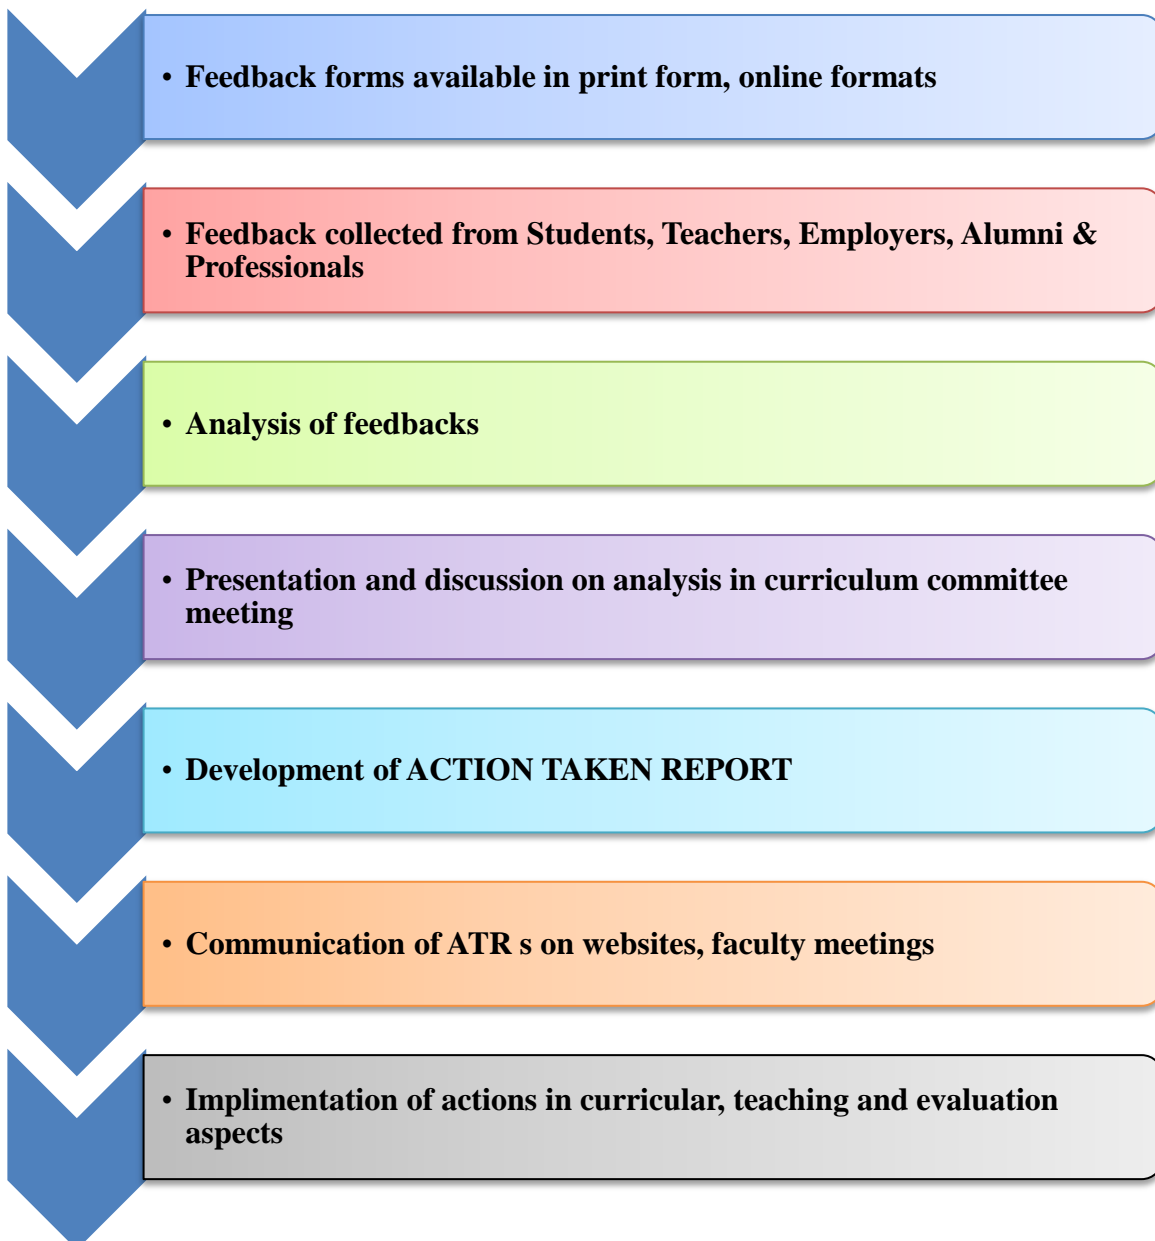 • Feedback forms available in print form, online formats
• Feedback collected from Students, Teachers, Employers, Alumni &
Professionals
• Analysis of feedbacks
• Presentation and discussion on analysis in curriculum committee
meeting
• Development of ACTION TAKEN REPORT
• Communication of ATR s on websites, faculty meetings
• Implimentation of actions in curricular, teaching and evaluation
aspects